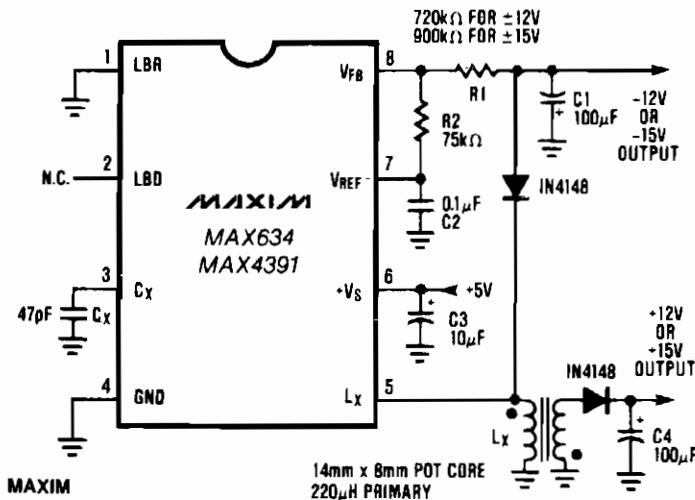 720kΩ FOR ±12V
900kΩ FOR ±15V
1
LBR
8
VFB
R1
C1
100µF
+
-12V
OR
-15V
OUTPUT
R2
75kΩ
2
N.C.
LBD
7
VREF
MAXIM
MAX634
MAX4391
0.1µF
C2
IN4148
3
CX
47pF
CX
6
+VS
+5V
+
C3
10µF
+12V
OR
+15V
OUTPUT
4
GND
5
LX
IN4148
LX
+
C4
100µF
14mm x 8mm POT CORE
220µH PRIMARY
MAXIM